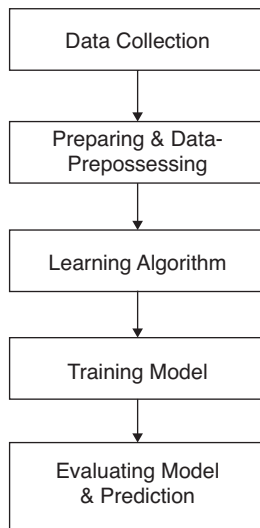 Data Collection
Preparing & Data-
Prepossessing
Learning Algorithm
Training Model
Evaluating Model
& Prediction